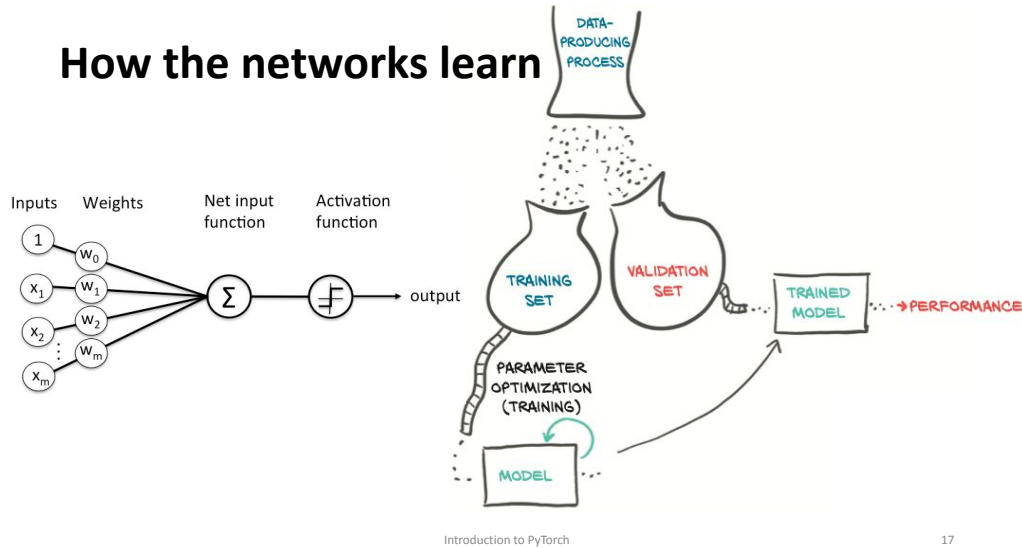 How the networks learn
DATA-
PRODUCING
PROCESS
Inputs
Weights
Net input
function
Activation
function
1
w0
x1
w1
x2
w2
⋮
wm
xm
Σ
output
TRAINING
SET
VALIDATION
SET
TRAINED
MODEL
PERFORMANCE
PARAMETER
OPTIMIZATION
(TRAINING)
MODEL
Introduction to PyTorch
17